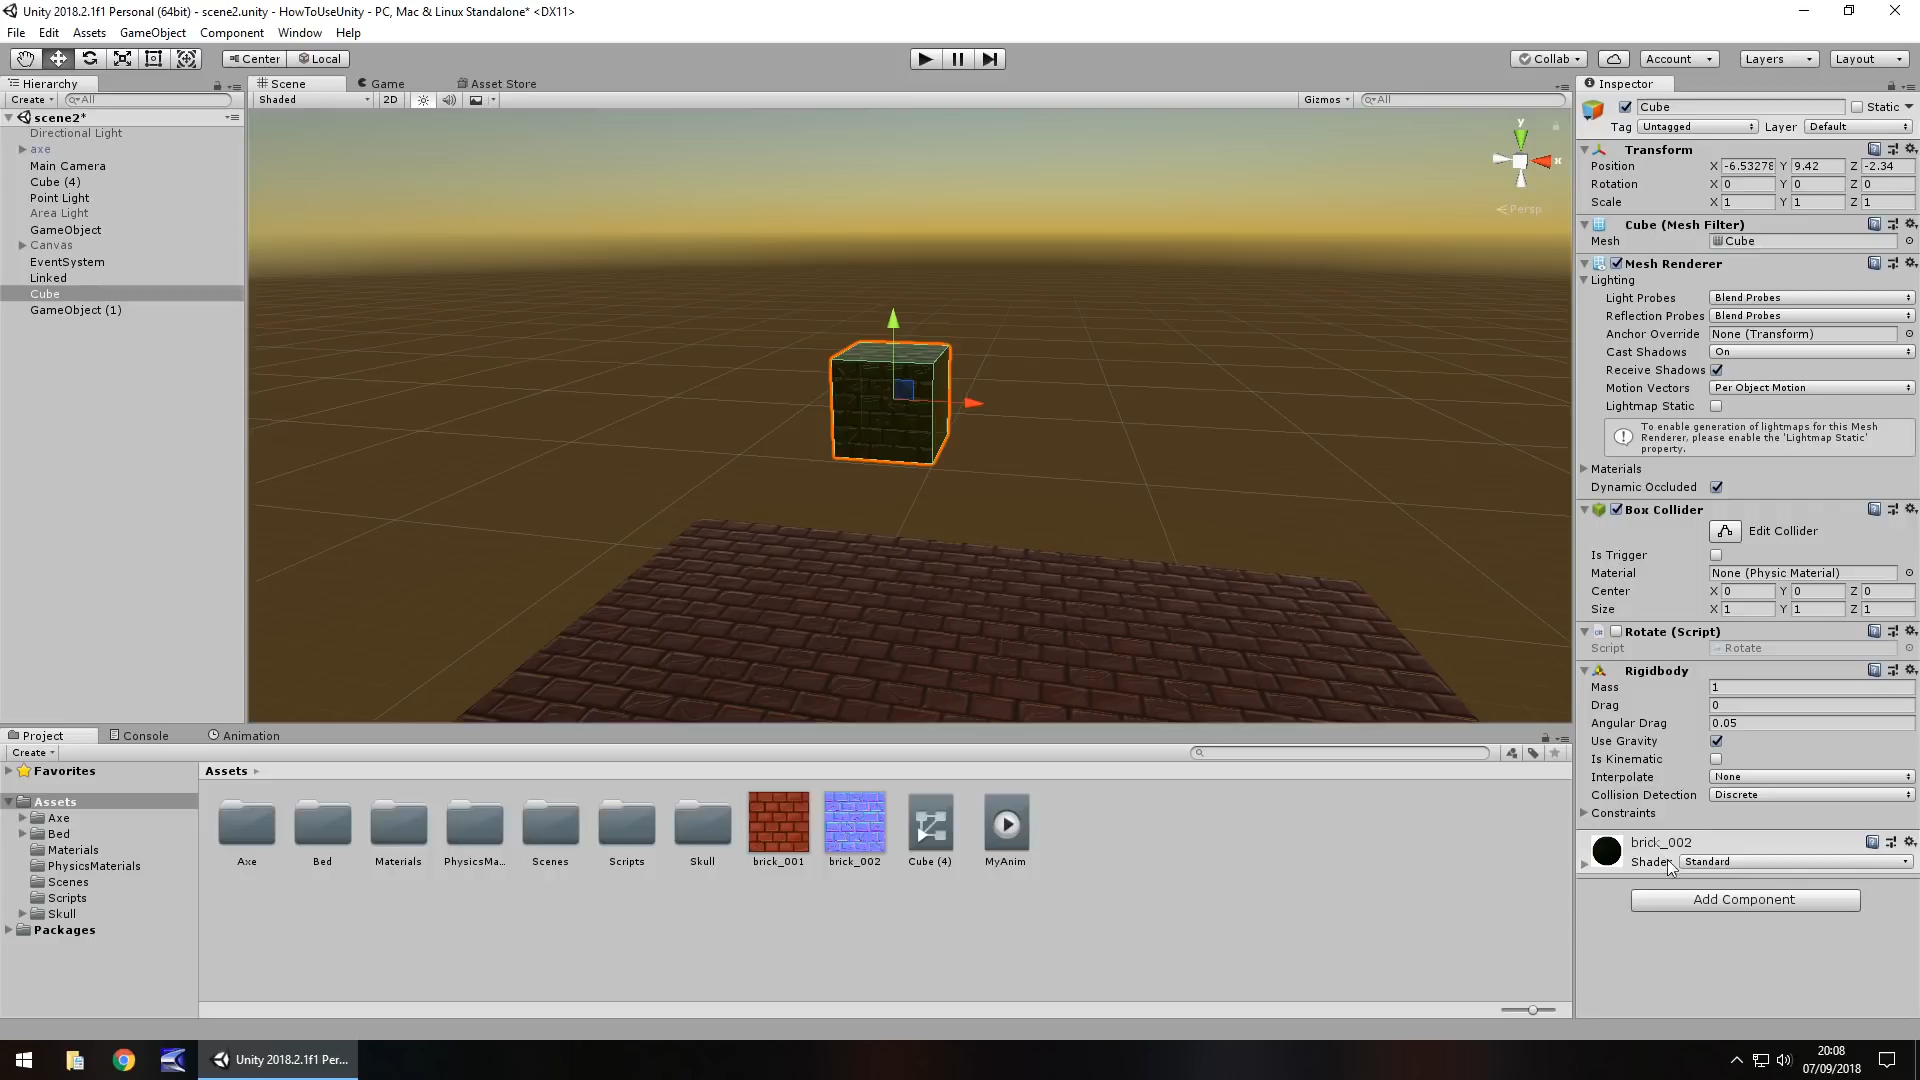 Unity 2018.2.1f1 Personal (64bit) - scene2.unity - HowToUseUnity - PC, Mac & Linux Standalone* <DX11>
File Edit Assets GameObject Component Window Help
Center Local Collab Account Layers Layout
Hierarchy
Create All
scene2*
Directional Light
axe
Main Camera
Cube (4)
Point Light
Area Light
GameObject
Canvas
EventSystem
Linked
Cube
GameObject (1)
Scene Game Asset Store
Shaded 2D Gizmos All
y
x
Persp
Inspector
Cube Static
Tag Untagged Layer Default
Transform
Position X -6.53278 Y 9.42 Z -2.34
Rotation X 0 Y 0 Z 0
Scale X 1 Y 1 Z 1
Cube (Mesh Filter)
Mesh Cube
Mesh Renderer
Lighting
Light Probes Blend Probes
Reflection Probes Blend Probes
Anchor Override None (Transform)
Cast Shadows On
Receive Shadows
Motion Vectors Per Object Motion
Lightmap Static
To enable generation of lightmaps for this Mesh
Renderer, please enable the 'Lightmap Static'
property.
Materials
Dynamic Occluded
Box Collider
Edit Collider
Is Trigger
Material None (Physic Material)
Center X 0 Y 0 Z 0
Size X 1 Y 1 Z 1
Rotate (Script)
Script Rotate
Rigidbody
Mass 1
Drag 0
Angular Drag 0.05
Use Gravity
Is Kinematic
Interpolate None
Collision Detection Discrete
Constraints
brick_002
Shader Standard
Add Component
Project Console Animation
Create
Favorites
Assets
Axe
Bed
Materials
PhysicsMaterials
Scenes
Scripts
Skull
Packages
Assets
Axe Bed Materials PhysicsMa... Scenes Scripts Skull brick_001 brick_002 Cube (4) MyAnim
Unity 2018.2.1f1 Per...
20:08
07/09/2018